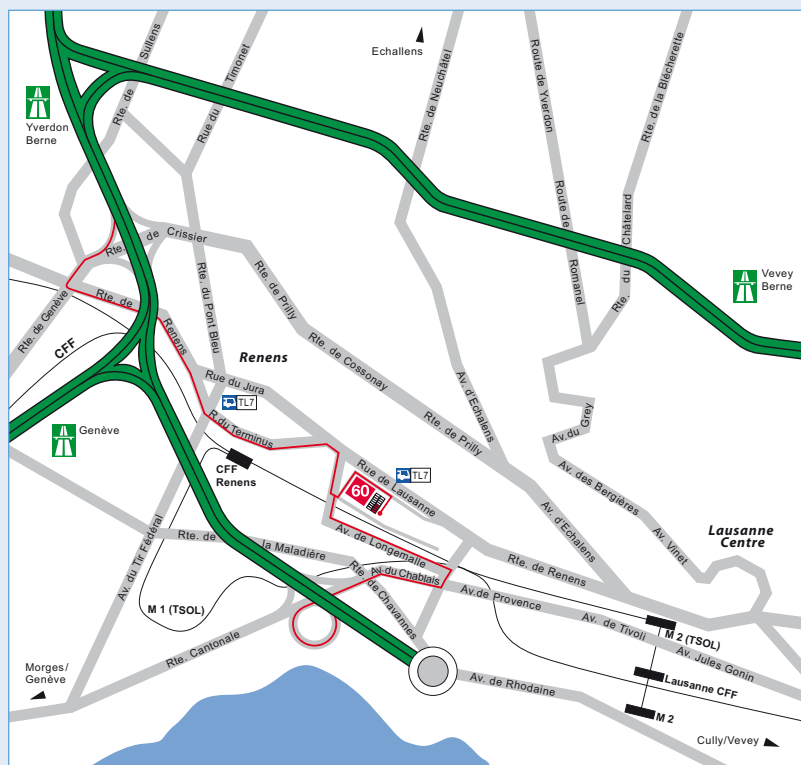 Echallens
Rte. de Sullens
Rue du Timonet
Rte. de Neuchâtel
Route de Yverdon
Rte. de la Blécherette
Yverdon
Berne
Rte. de Crissier
Route de Romanel
Rte. du Châtelard
Vevey
Berne
Rte. de Genève
Rte. de Renens
Rte. du Pont Bleu
Rte. de Prilly
CFF
Renens
Rte. de Cossonay
Rue du Jura
Av. d'Echalens
TL7
Rte. de Prilly
Av.du Grey
Genève
R.du Terminus
CFF
Renens
Rue de Lausanne
TL7
60
Av. des Bergières
Av. d'Echalens
Av. Vinet
Lausanne
Centre
Av. du Tir Fédéral
Rte. de la Maladière
Av. de Longemalle
Rte. de Renens
Av.du Chablais
Rte. de Chavannes
Av.de Provence
M 1 (TSOL)
Av. de Tivoli
M 2 (TSOL)
Av. Jules Gonin
Rte. Cantonale
Morges/
Genève
Av. de Rhodaine
Lausanne CFF
M 2
Cully/Vevey